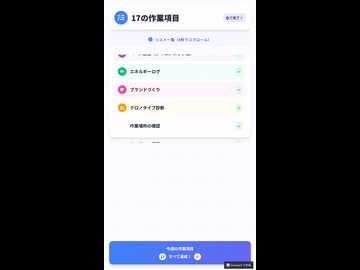 17の作業項目
全て完了！
リスト一覧（4秒でスクロール）
エネルギーログ
ブランドづくり
クロノタイプ診断
作業場所の確認
今週の作業項目
すべて達成！